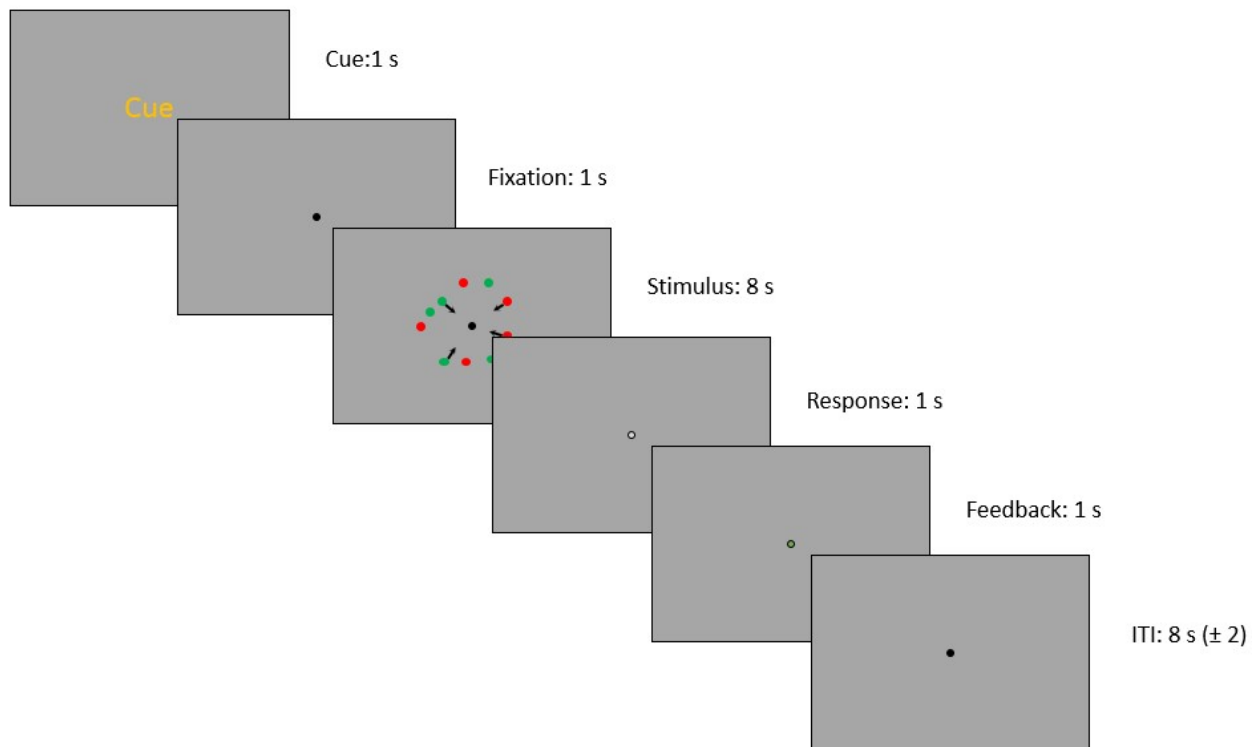 Cue
Cue:1 s
Fixation: 1 s
Stimulus: 8 s
Response: 1 s
Feedback: 1 s
ITI: 8 s (± 2)